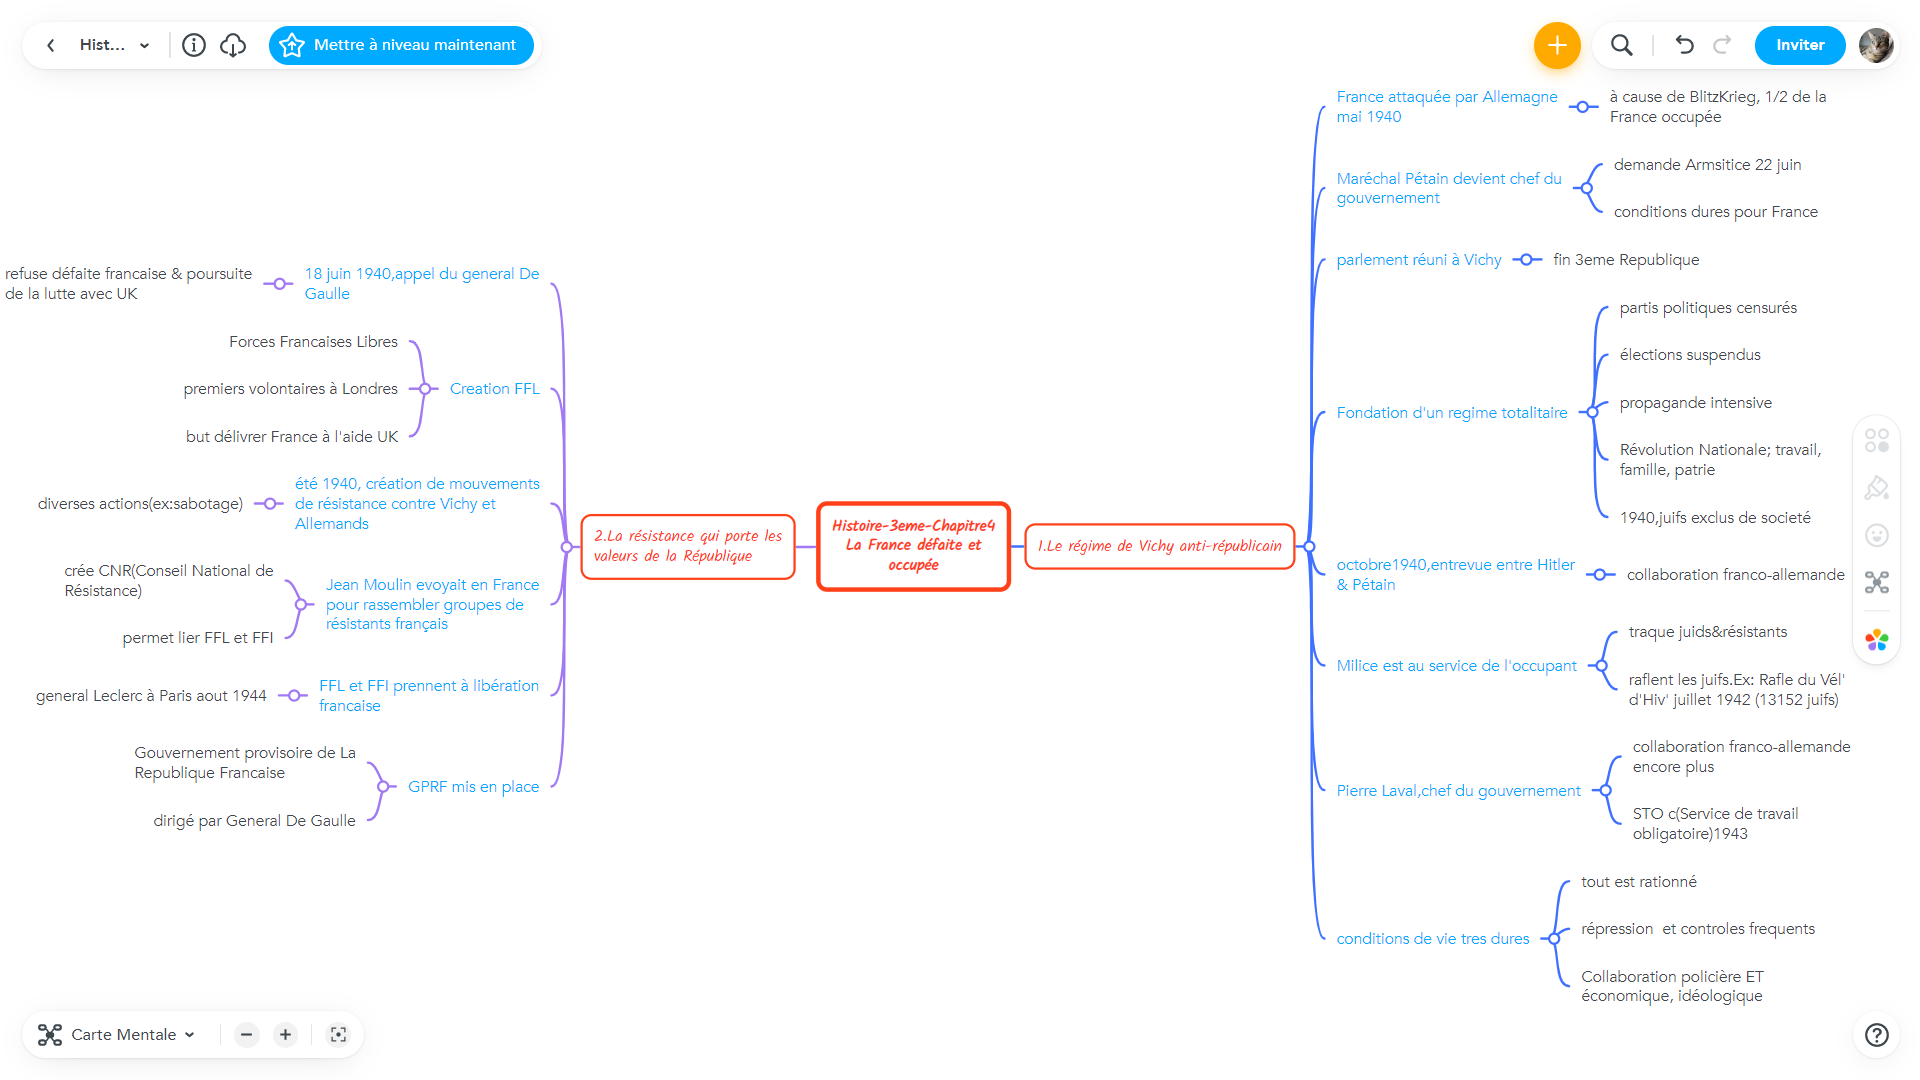 Hist...
Mettre à niveau maintenant
Inviter
Histoire-3eme-Chapitre4
La France défaite et
occupée
1.Le régime de Vichy anti-républicain
France attaquée par Allemagne
mai 1940
à cause de BlitzKrieg, 1/2 de la
France occupée
Maréchal Pétain devient chef du
gouvernement
demande Armsitice 22 juin
conditions dures pour France
parlement réuni à Vichy
fin 3eme Republique
Fondation d'un regime totalitaire
partis politiques censurés
élections suspendus
propagande intensive
Révolution Nationale; travail,
famille, patrie
1940,juifs exclus de societé
octobre1940,entrevue entre Hitler
& Pétain
collaboration franco-allemande
Milice est au service de l'occupant
traque juids&résistants
raflent les juifs.Ex: Rafle du Vél'
d'Hiv' juillet 1942 (13152 juifs)
Pierre Laval,chef du gouvernement
collaboration franco-allemande
encore plus
STO c(Service de travail
obligatoire)1943
conditions de vie tres dures
tout est rationné
répression  et controles frequents
Collaboration policière ET
économique, idéologique
2.La résistance qui porte les
valeurs de la République
18 juin 1940,appel du general De
Gaulle
refuse défaite francaise & poursuite
de la lutte avec UK
Creation FFL
Forces Francaises Libres
premiers volontaires à Londres
but délivrer France à l'aide UK
été 1940, création de mouvements
de résistance contre Vichy et
Allemands
diverses actions(ex:sabotage)
Jean Moulin evoyait en France
pour rassembler groupes de
résistants français
crée CNR(Conseil National de
Résistance)
permet lier FFL et FFI
FFL et FFI prennent à libération
francaise
general Leclerc à Paris aout 1944
GPRF mis en place
Gouvernement provisoire de La
Republique Francaise
dirigé par General De Gaulle
Carte Mentale